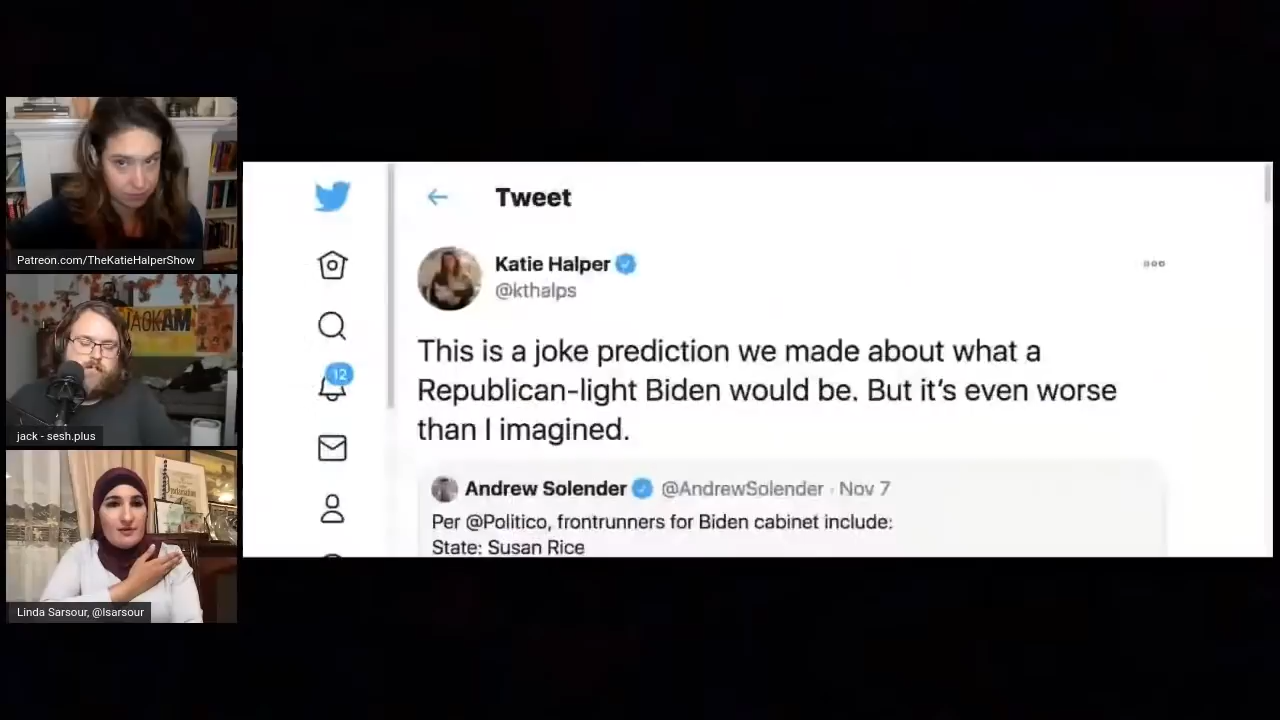 Patreon.com/TheKatieHalperShow
JACKAM
jack - sesh.plus
Linda Sarsour, @lsarsour
Tweet
Katie Halper
@kthalps
This is a joke prediction we made about what a
Republican-light Biden would be. But it's even worse
than I imagined.
12
Andrew Solender @AndrewSolender · Nov 7
Per @Politico, frontrunners for Biden cabinet include:
State: Susan Rice